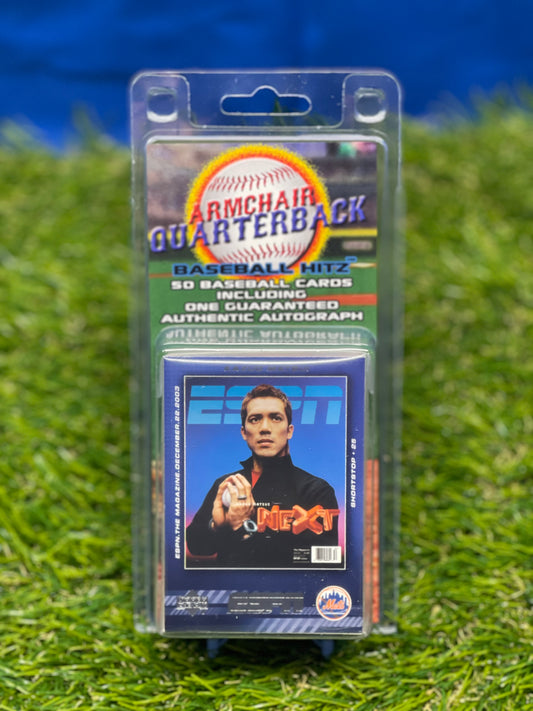 ARMCHAIR
QUARTERBACK
BASEBALL HITZ
50 BASEBALL CARDS
INCLUDING
ONE GUARANTEED
AUTHENTIC AUTOGRAPH
ESPN
ESPN.THE MAGAZINE.DECEMBER.22.2003
SHORTSTOP • 25
NEXT
Mets